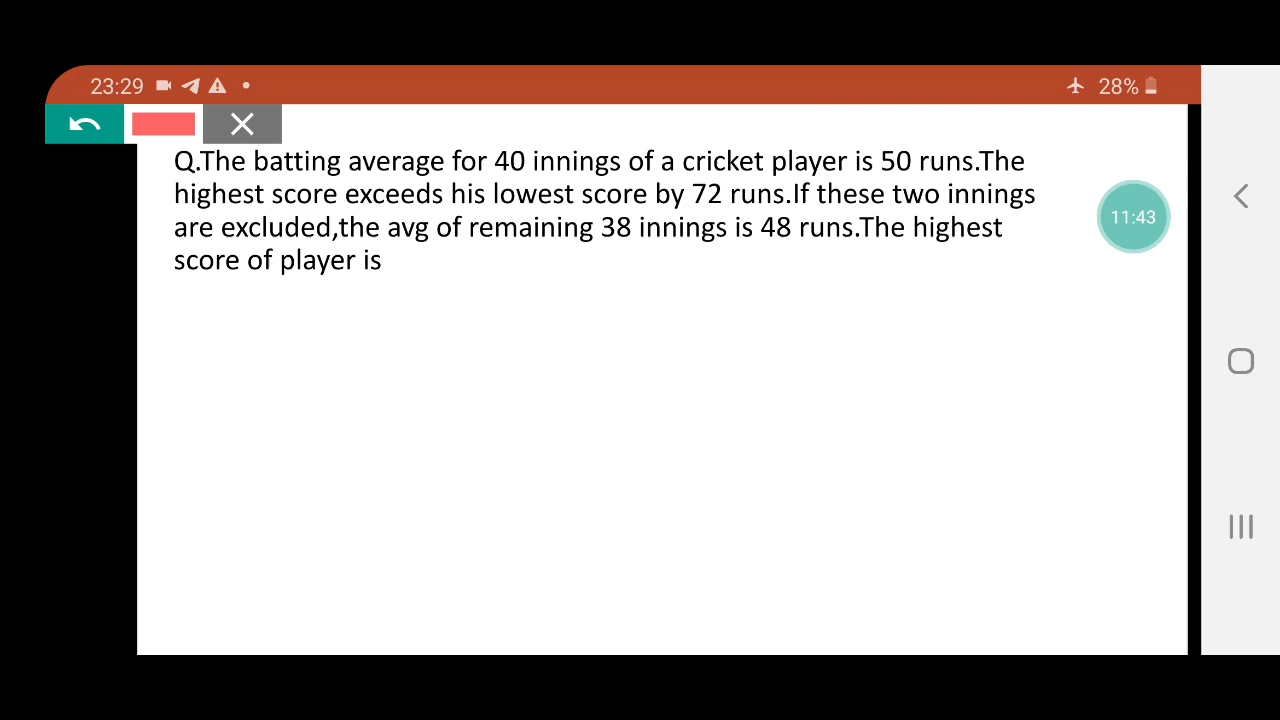 23:29
28%
Q.The batting average for 40 innings of a cricket player is 50 runs.The
highest score exceeds his lowest score by 72 runs.If these two innings
are excluded,the avg of remaining 38 innings is 48 runs.The highest
score of player is
11:43